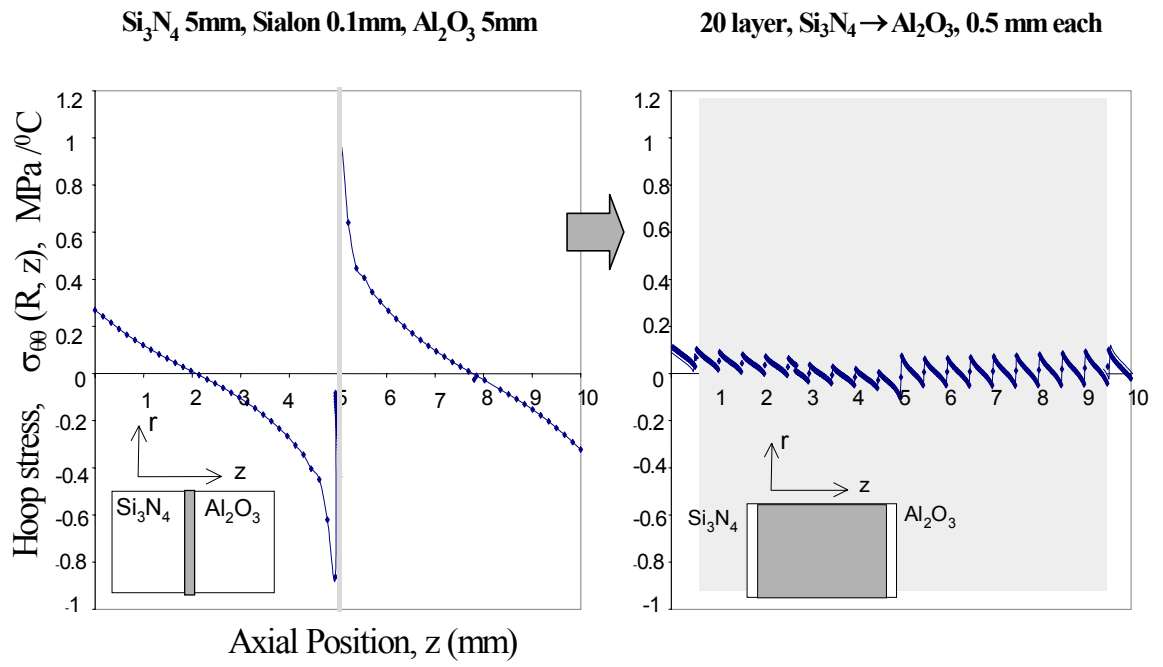 Si₃N₄ 5mm, Sialon 0.1mm, Al₂O₃ 5mm
20 layer, Si₃N₄ → Al₂O₃, 0.5 mm each
Hoop stress, σθθ (R, z), MPa /⁰C
1.2
1
0.8
0.6
0.4
0.2
0
-0.2
-0.4
-0.6
-0.8
-1
1 2 3 4 5 6 7 8 9 10
r
z
Si₃N₄ Al₂O₃
1.2
1
0.8
0.6
0.4
0.2
0
-0.2
-0.4
-0.6
-0.8
-1
1 2 3 4 5 6 7 8 9 10
r
z
Si₃N₄ Al₂O₃
Axial Position, z (mm)